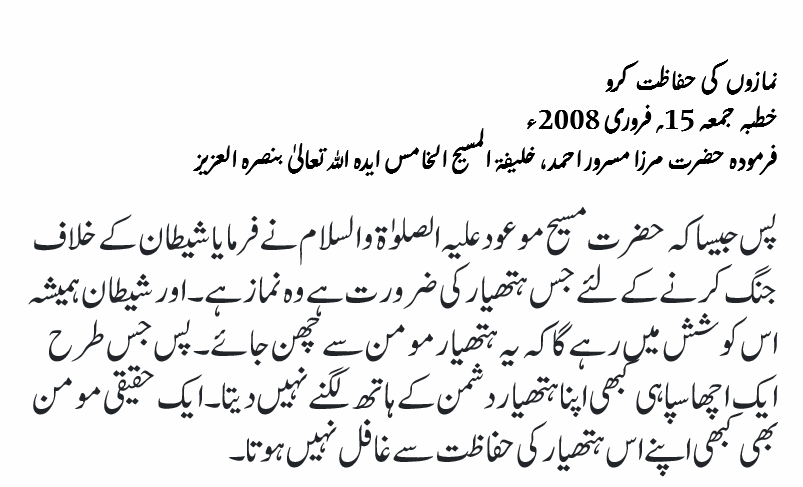 نمازوں کی حفاظت کرو
خطبہ جمعہ 15؍ فروری 2008ء
فرمودہ حضرت مرزا مسرور احمد، خلیفۃ المسیح الخامس ایدہ اللہ تعالیٰ بنصرہ العزیز
پس جیسا کہ حضرت مسیح موعود علیہ الصلوٰۃ والسلام نے فرمایا شیطان کے خلاف
جنگ کرنے کے لئے جس ہتھیار کی ضرورت ہے وہ نماز ہے۔ اور شیطان ہمیشہ
اس کوشش میں رہے گا کہ یہ ہتھیار مومن سے چھن جائے۔ پس جس طرح
ایک اچھا سپاہی کبھی اپنا ہتھیار دشمن کے ہاتھ لگنے نہیں دیتا۔ ایک حقیقی مومن
بھی کبھی اپنے اس ہتھیار کی حفاظت سے غافل نہیں ہوتا۔